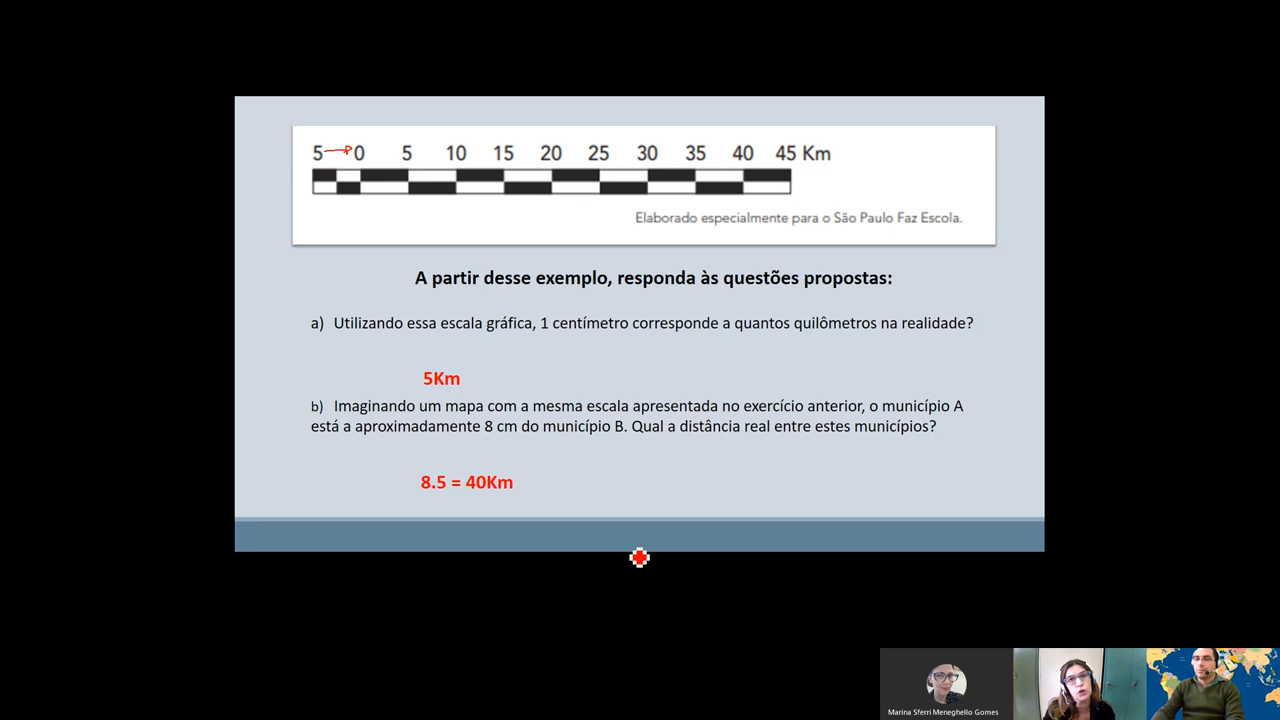 5 0 5 10 15 20 25 30 35 40 45 Km
Elaborado especialmente para o São Paulo Faz Escola.
A partir desse exemplo, responda às questões propostas:
a) Utilizando essa escala gráfica, 1 centímetro corresponde a quantos quilômetros na realidade?
5Km
b) Imaginando um mapa com a mesma escala apresentada no exercício anterior, o município A
está a aproximadamente 8 cm do município B. Qual a distância real entre estes municípios?
8.5 = 40Km
Marina Sferri Meneghello Gomes